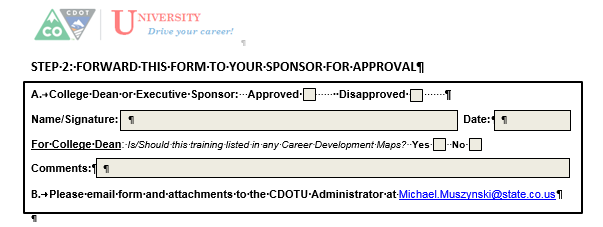 CDOT
CO
UNIVERSITY
Drive your career!
¶
STEP 2: FORWARD THIS FORM TO YOUR SPONSOR FOR APPROVAL¶
A.→College·Dean·or·Executive·Sponsor:···Approved ······ ··Disapproved ······· ¶
Name/Signature: ¶ Date:¶ ¶
For·College·Dean:·Is/Should·this·training·listed·in·any·Career·Development·Maps?··Yes ··No ·
Comments: ¶ ¶
B.→Please·email·form·and·attachments·to·the·CDOTU·Administrator·at·Michael.Muszynski@state.co.us¶
¶